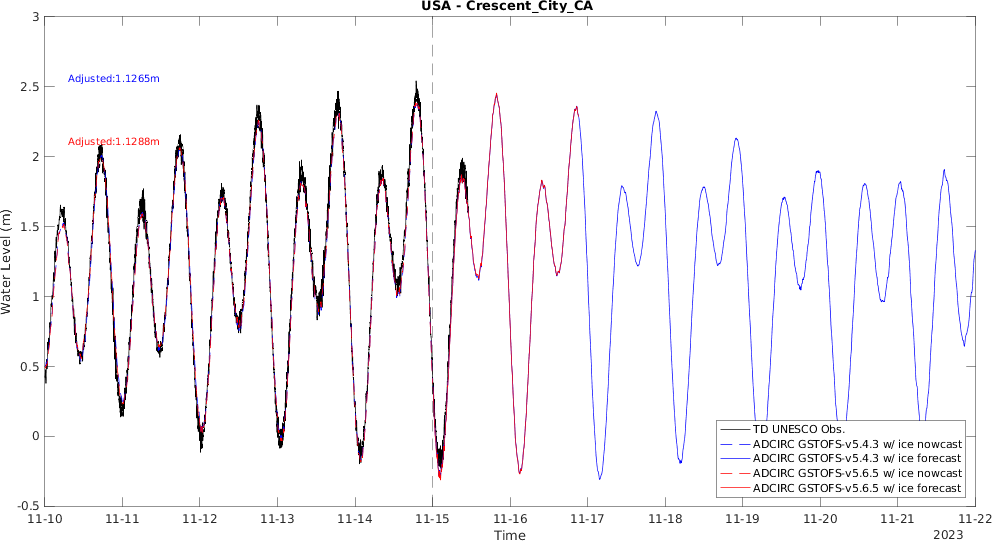 USA - Crescent_City_CA
3
2.5
2
1.5
1
0.5
0
-0.5
Water Level (m)
Adjusted:1.1265m
Adjusted:1.1288m
TD UNESCO Obs.
ADCIRC GSTOFS-v5.4.3 w/ ice nowcast
ADCIRC GSTOFS-v5.4.3 w/ ice forecast
ADCIRC GSTOFS-v5.6.5 w/ ice nowcast
ADCIRC GSTOFS-v5.6.5 w/ ice forecast
11-10 11-11 11-12 11-13 11-14 11-15 11-16 11-17 11-18 11-19 11-20 11-21 11-22
Time
2023